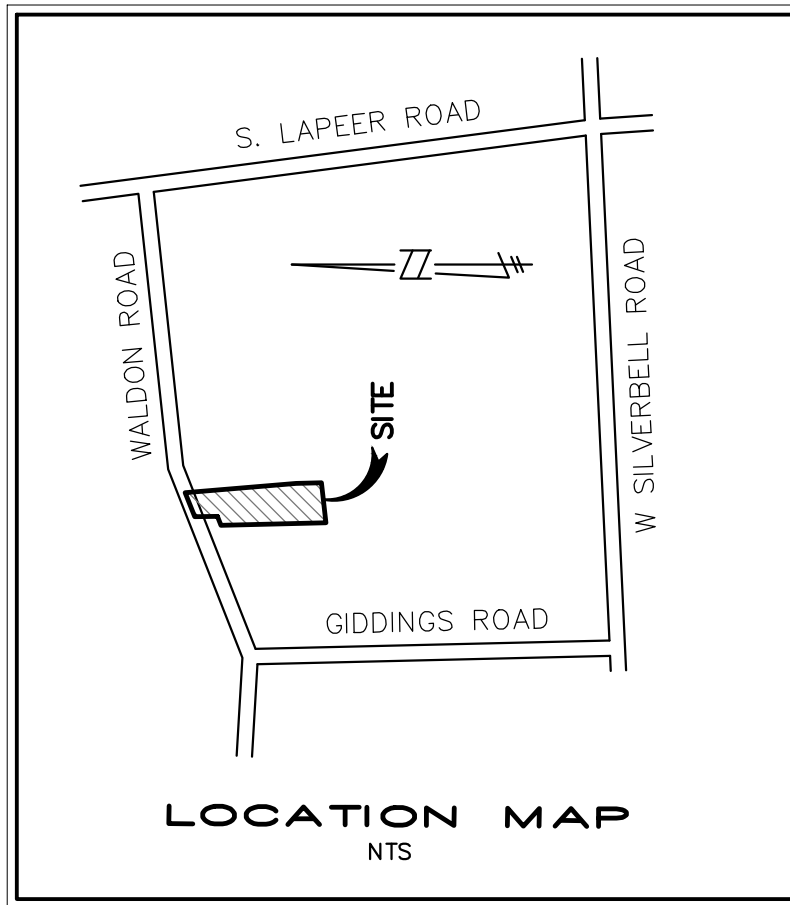 S. LAPEER ROAD
WALDON ROAD
N
W SILVERBELL ROAD
SITE
GIDDINGS ROAD
LOCATION MAP
NTS